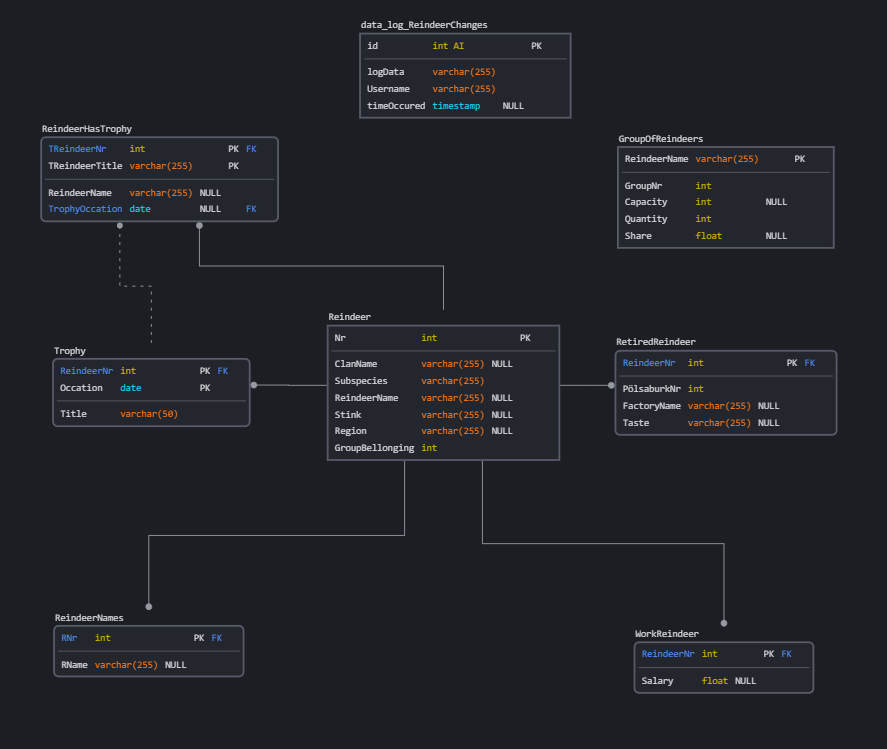 data_log_ReindeerChanges
id int AI PK
logData varchar(255)
Username varchar(255)
timeOccured timestamp NULL
ReindeerHasTrophy
TReindeerNr int PK FK
TReindeerTitle varchar(255) PK
ReindeerName varchar(255) NULL
TrophyOccation date NULL FK
GroupOfReindeers
ReindeerName varchar(255) PK
GroupNr int
Capacity int NULL
Quantity int
Share float NULL
Reindeer
Nr int PK
ClanName varchar(255) NULL
Subspecies varchar(255)
ReindeerName varchar(255) NULL
Stink varchar(255) NULL
Region varchar(255) NULL
GroupBellonging int
Trophy
ReindeerNr int PK FK
Occation date PK
Title varchar(50)
RetiredReindeer
ReindeerNr int PK FK
PölsaburkNr int
FactoryName varchar(255) NULL
Taste varchar(255) NULL
ReindeerNames
RNr int PK FK
RName varchar(255) NULL
WorkReindeer
ReindeerNr int PK FK
Salary float NULL